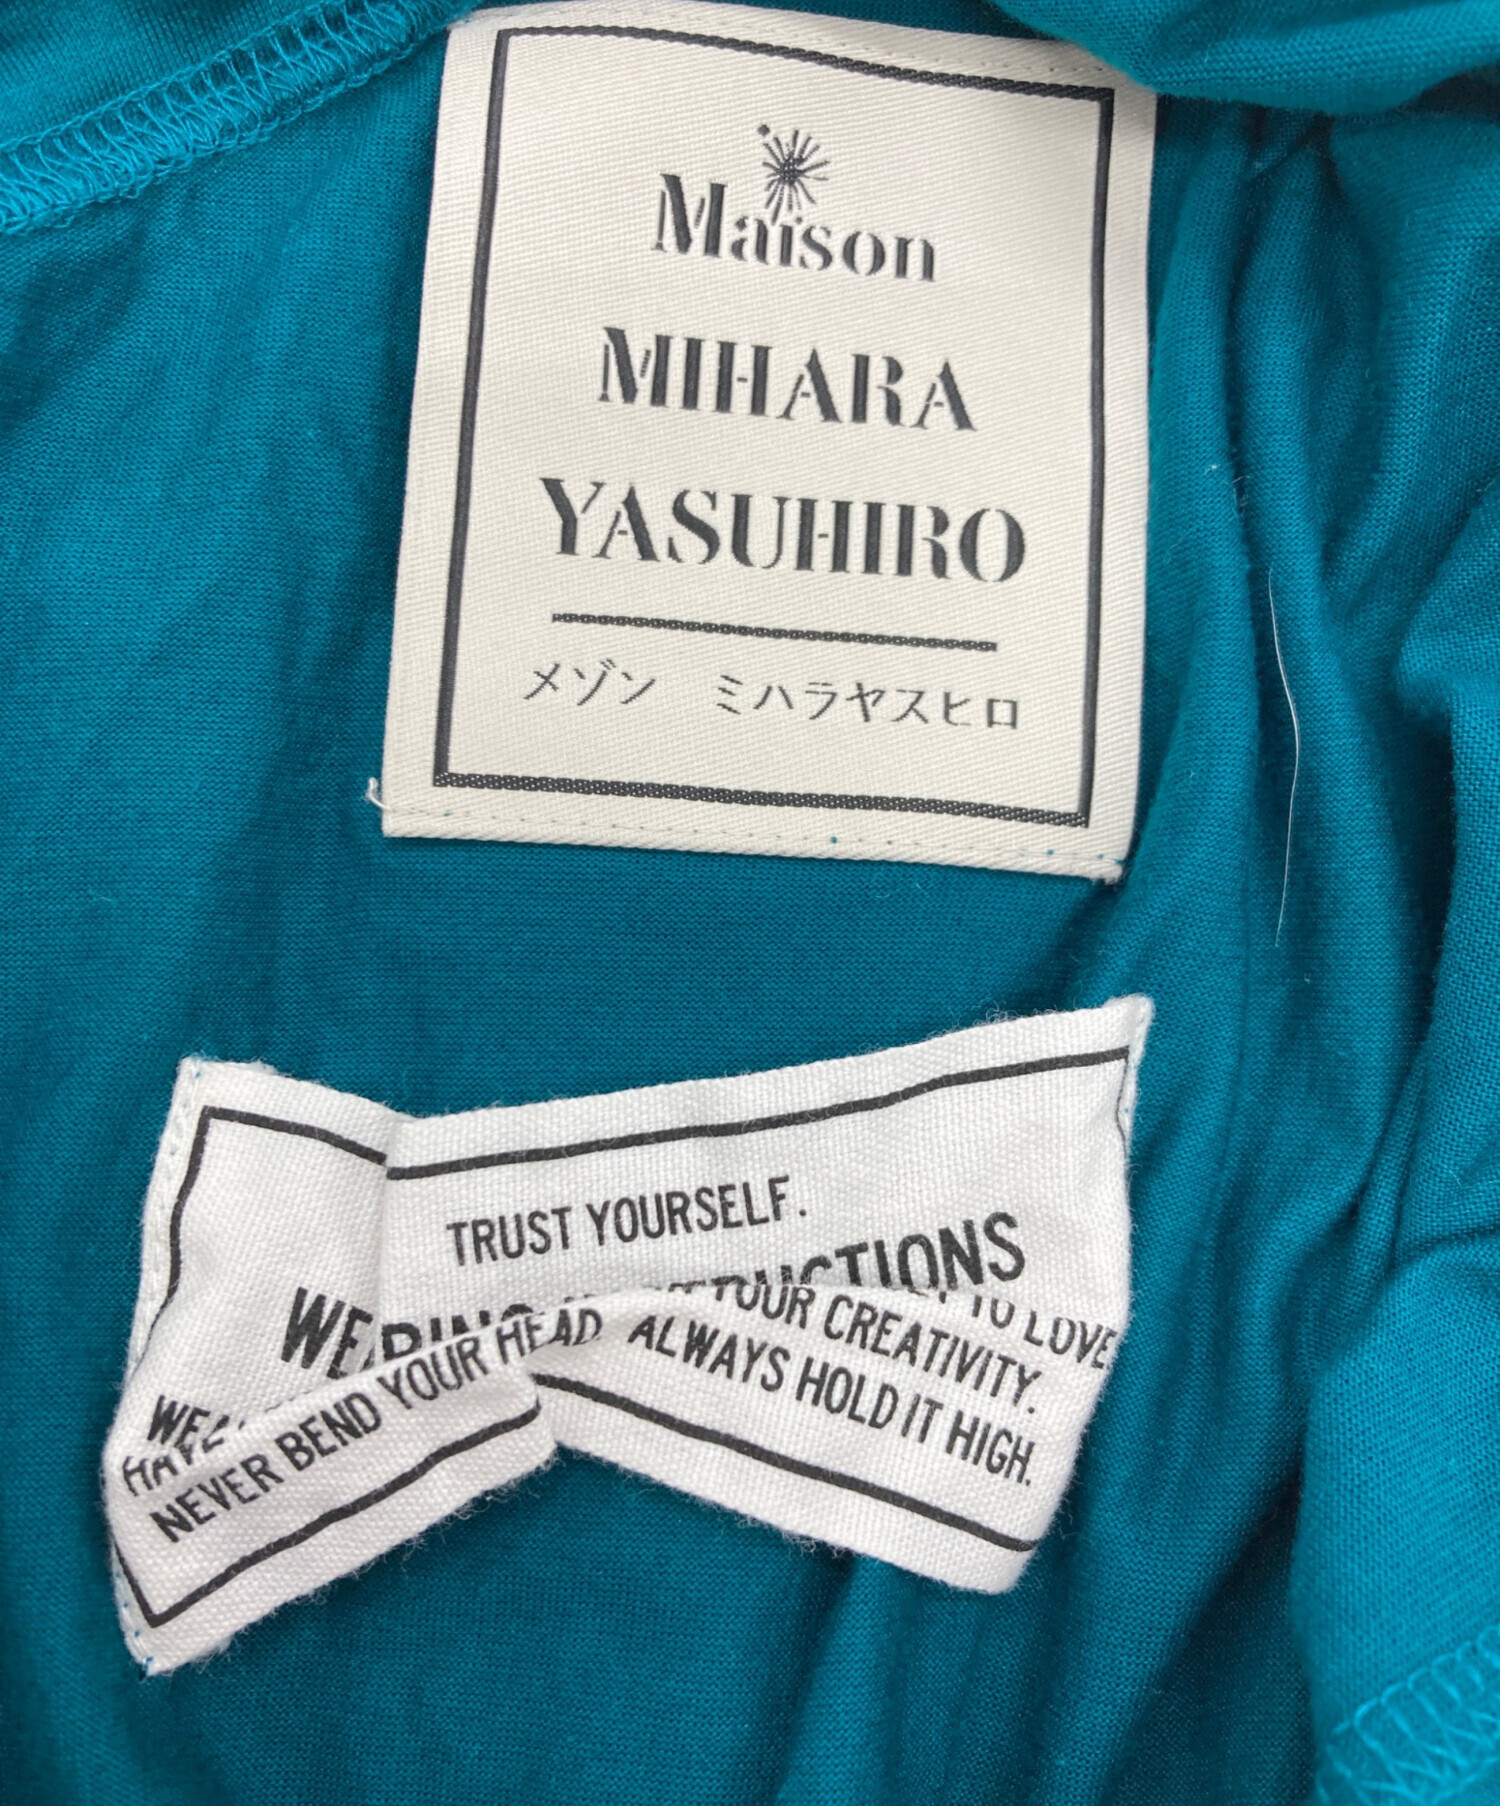 Maison
MIHARA
YASUHIRO
メゾン ミハラヤスヒロ
TRUST YOURSELF.
WEARING INSTRUCTIONS
TO LOVE
HAVE YOUR CREATIVITY.
NEVER BEND YOUR HEAD. ALWAYS HOLD IT HIGH.